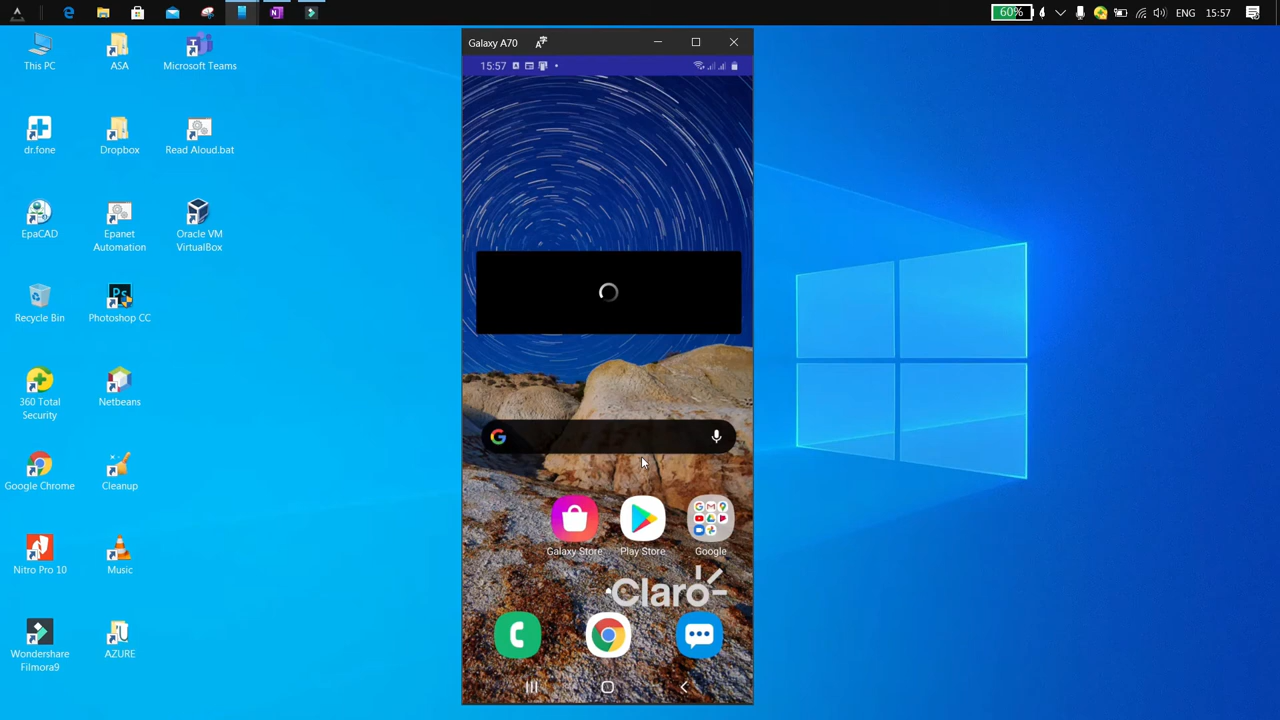 60%
ENG
15:57
This PC
ASA
Microsoft Teams
dr.fone
Dropbox
Read Aloud.bat
EpaCAD
Epanet
Automation
Oracle VM
VirtualBox
Recycle Bin
Photoshop CC
360 Total
Security
Netbeans
Google Chrome
Cleanup
Nitro Pro 10
Music
Wondershare
Filmora9
AZURE
Galaxy A70
15:57
Galaxy Store
Play Store
Google
Claro